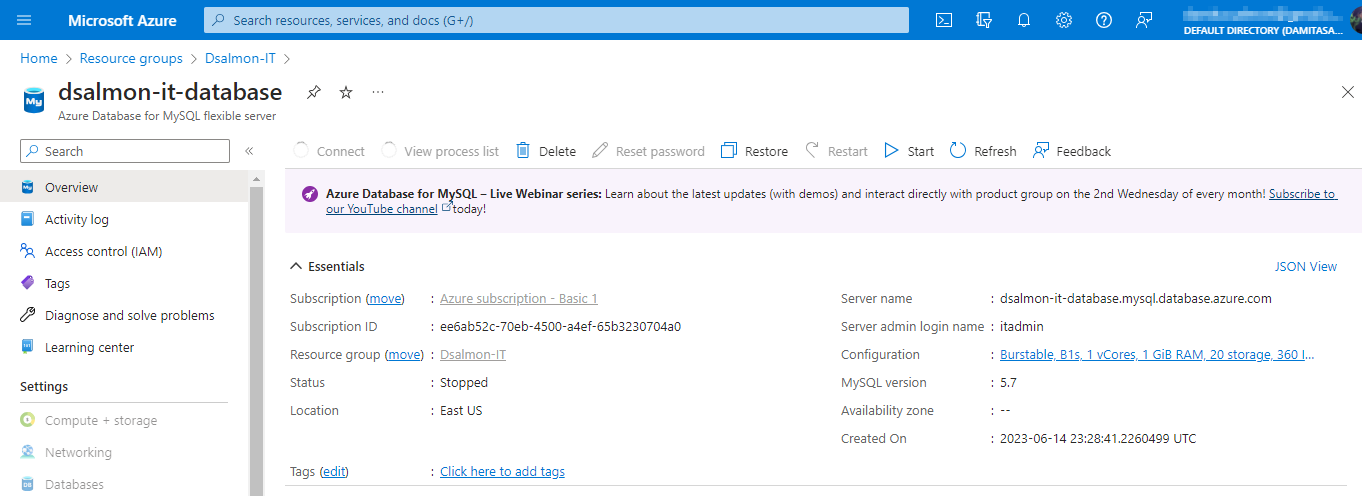 Microsoft Azure
Search resources, services, and docs (G+/)
DEFAULT DIRECTORY (DAMITASA...
Home > Resource groups > Dsalmon-IT >
dsalmon-it-database
Azure Database for MySQL flexible server
Search
Connect View process list Delete Reset password Restore Restart Start Refresh Feedback
Overview
Activity log
Access control (IAM)
Tags
Diagnose and solve problems
Learning center
Settings
Compute + storage
Networking
Databases
Azure Database for MySQL – Live Webinar series: Learn about the latest updates (with demos) and interact directly with product group on the 2nd Wednesday of every month! Subscribe to
our YouTube channel today!
Essentials
JSON View
Subscription (move) : Azure subscription - Basic 1
Subscription ID : ee6ab52c-70eb-4500-a4ef-65b3230704a0
Resource group (move) : Dsalmon-IT
Status : Stopped
Location : East US
Server name : dsalmon-it-database.mysql.database.azure.com
Server admin login name : itadmin
Configuration : Burstable, B1s, 1 vCores, 1 GiB RAM, 20 storage, 360 I...
MySQL version : 5.7
Availability zone : --
Created On : 2023-06-14 23:28:41.2260499 UTC
Tags (edit) : Click here to add tags